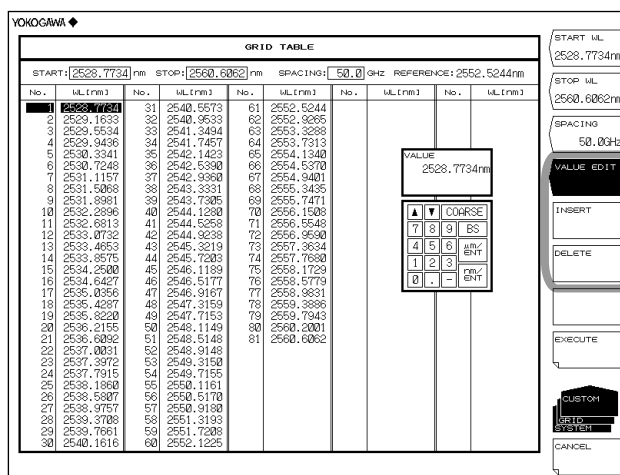 YOKOGAWA ◆
GRID TABLE
START: 2528.7734 nm STOP: 2560.6062 nm SPACING: 50.0 GHz REFERENCE: 2552.5244nm
No. WL[nm] No. WL[nm] No. WL[nm] No. WL[nm] No. WL[nm]
1 2528.7734 31 2540.5573 61 2552.5244
2 2529.1633 32 2540.9533 62 2552.9265
3 2529.5534 33 2541.3494 63 2553.3288
4 2529.9436 34 2541.7457 64 2553.7313
5 2530.3341 35 2542.1423 65 2554.1340
6 2530.7248 36 2542.5390 66 2554.5370
7 2531.1157 37 2542.9360 67 2554.9401
8 2531.5068 38 2543.3331 68 2555.3435
9 2531.8981 39 2543.7305 69 2555.7471
10 2532.2896 40 2544.1280 70 2556.1508
11 2532.6813 41 2544.5258 71 2556.5548
12 2533.0732 42 2544.9238 72 2556.9590
13 2533.4653 43 2545.3219 73 2557.3634
14 2533.8575 44 2545.7203 74 2557.7680
15 2534.2500 45 2546.1189 75 2558.1729
16 2534.6427 46 2546.5177 76 2558.5779
17 2535.0356 47 2546.9167 77 2558.9831
18 2535.4287 48 2547.3159 78 2559.3886
19 2535.8220 49 2547.7153 79 2559.7943
20 2536.2155 50 2548.1149 80 2560.2001
21 2536.6092 51 2548.5148 81 2560.6062
22 2537.0031 52 2548.9148
23 2537.3972 53 2549.3150
24 2537.7915 54 2549.7155
25 2538.1860 55 2550.1161
26 2538.5807 56 2550.5170
27 2538.9757 57 2550.9180
28 2539.3708 58 2551.3193
29 2539.7661 59 2551.7208
30 2540.1616 60 2552.1225
VALUE
2528.7734nm
▲ ▼ COARSE
7 8 9 BS
4 5 6 μm/ENT
1 2 3 nm/ENT
0 . -
START WL
2528.7734nm
STOP WL
2560.6062nm
SPACING
50.0GHz
VALUE EDIT
INSERT
DELETE
EXECUTE
CUSTOM
GRID
SYSTEM
CANCEL